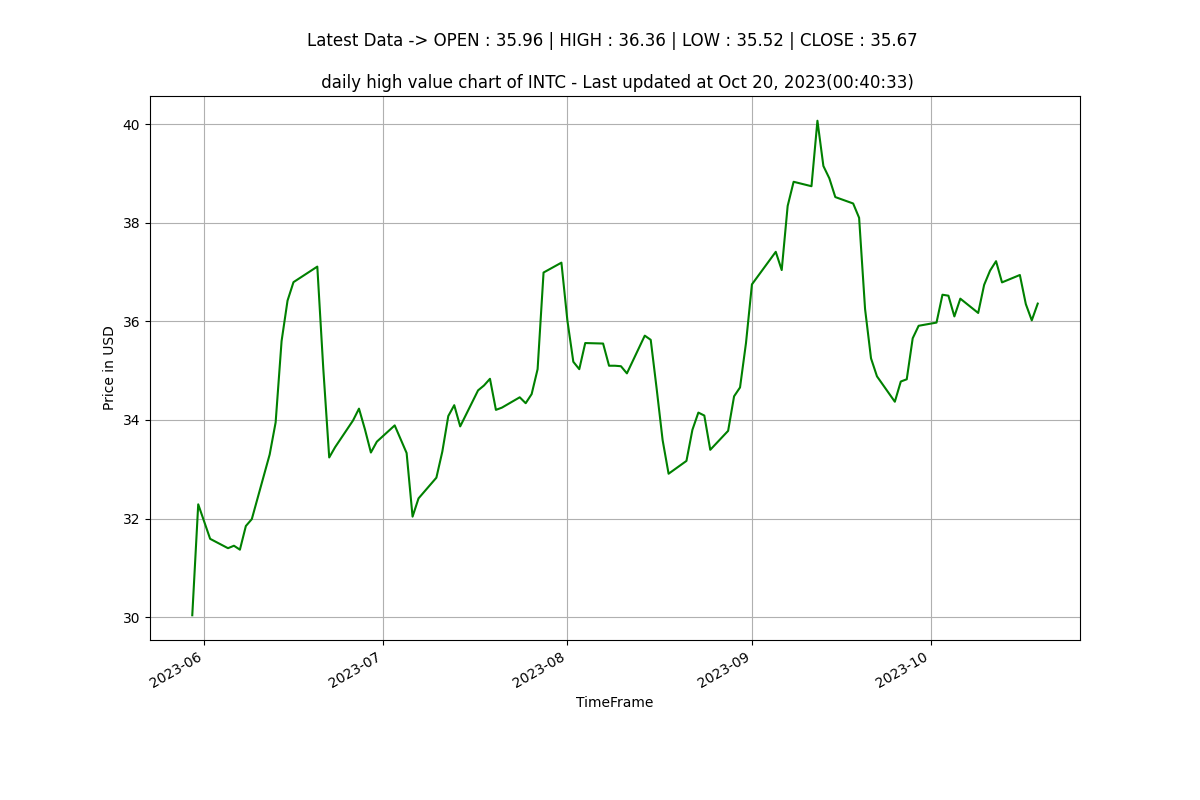 Latest Data -> OPEN : 35.96 | HIGH : 36.36 | LOW : 35.52 | CLOSE : 35.67
daily high value chart of INTC - Last updated at Oct 20, 2023(00:40:33)
40
38
36
34
32
30
Price in USD
2023-06
2023-07
2023-08
2023-09
2023-10
TimeFrame